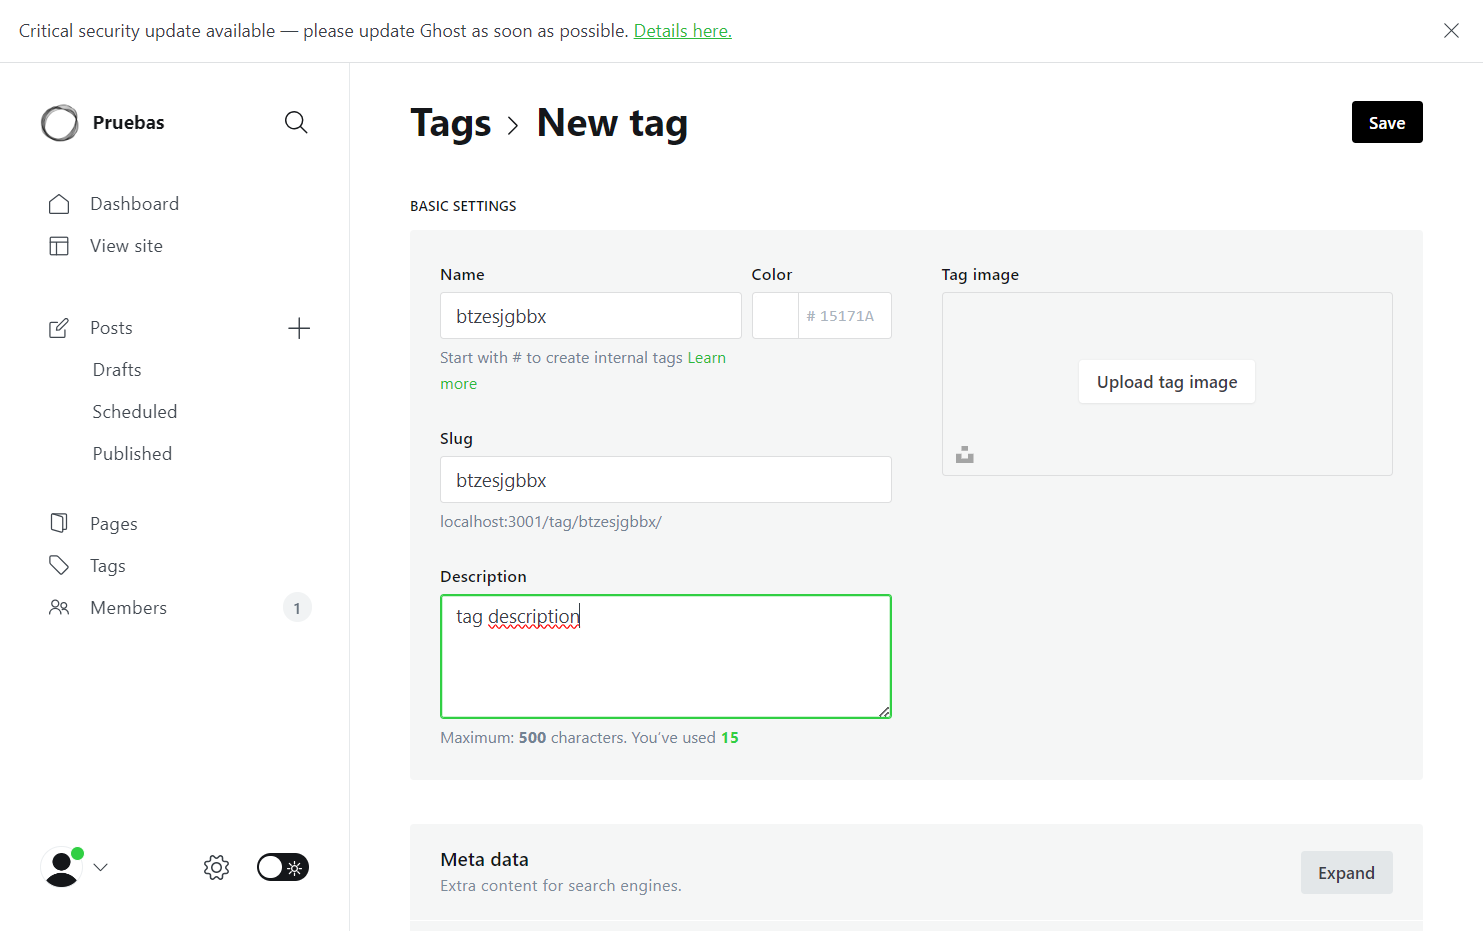 Critical security update available — please update Ghost as soon as possible. Details here.
Pruebas
Dashboard
View site
Posts
Drafts
Scheduled
Published
Pages
Tags
Members
1
Tags
New tag
Save
BASIC SETTINGS
Name
Color
btzesjgbbx
# 15171A
Start with # to create internal tags Learn
more
Slug
btzesjgbbx
localhost:3001/tag/btzesjgbbx/
Description
tag description
Maximum: 500 characters. You’ve used 15
Tag image
Upload tag image
Meta data
Extra content for search engines.
Expand